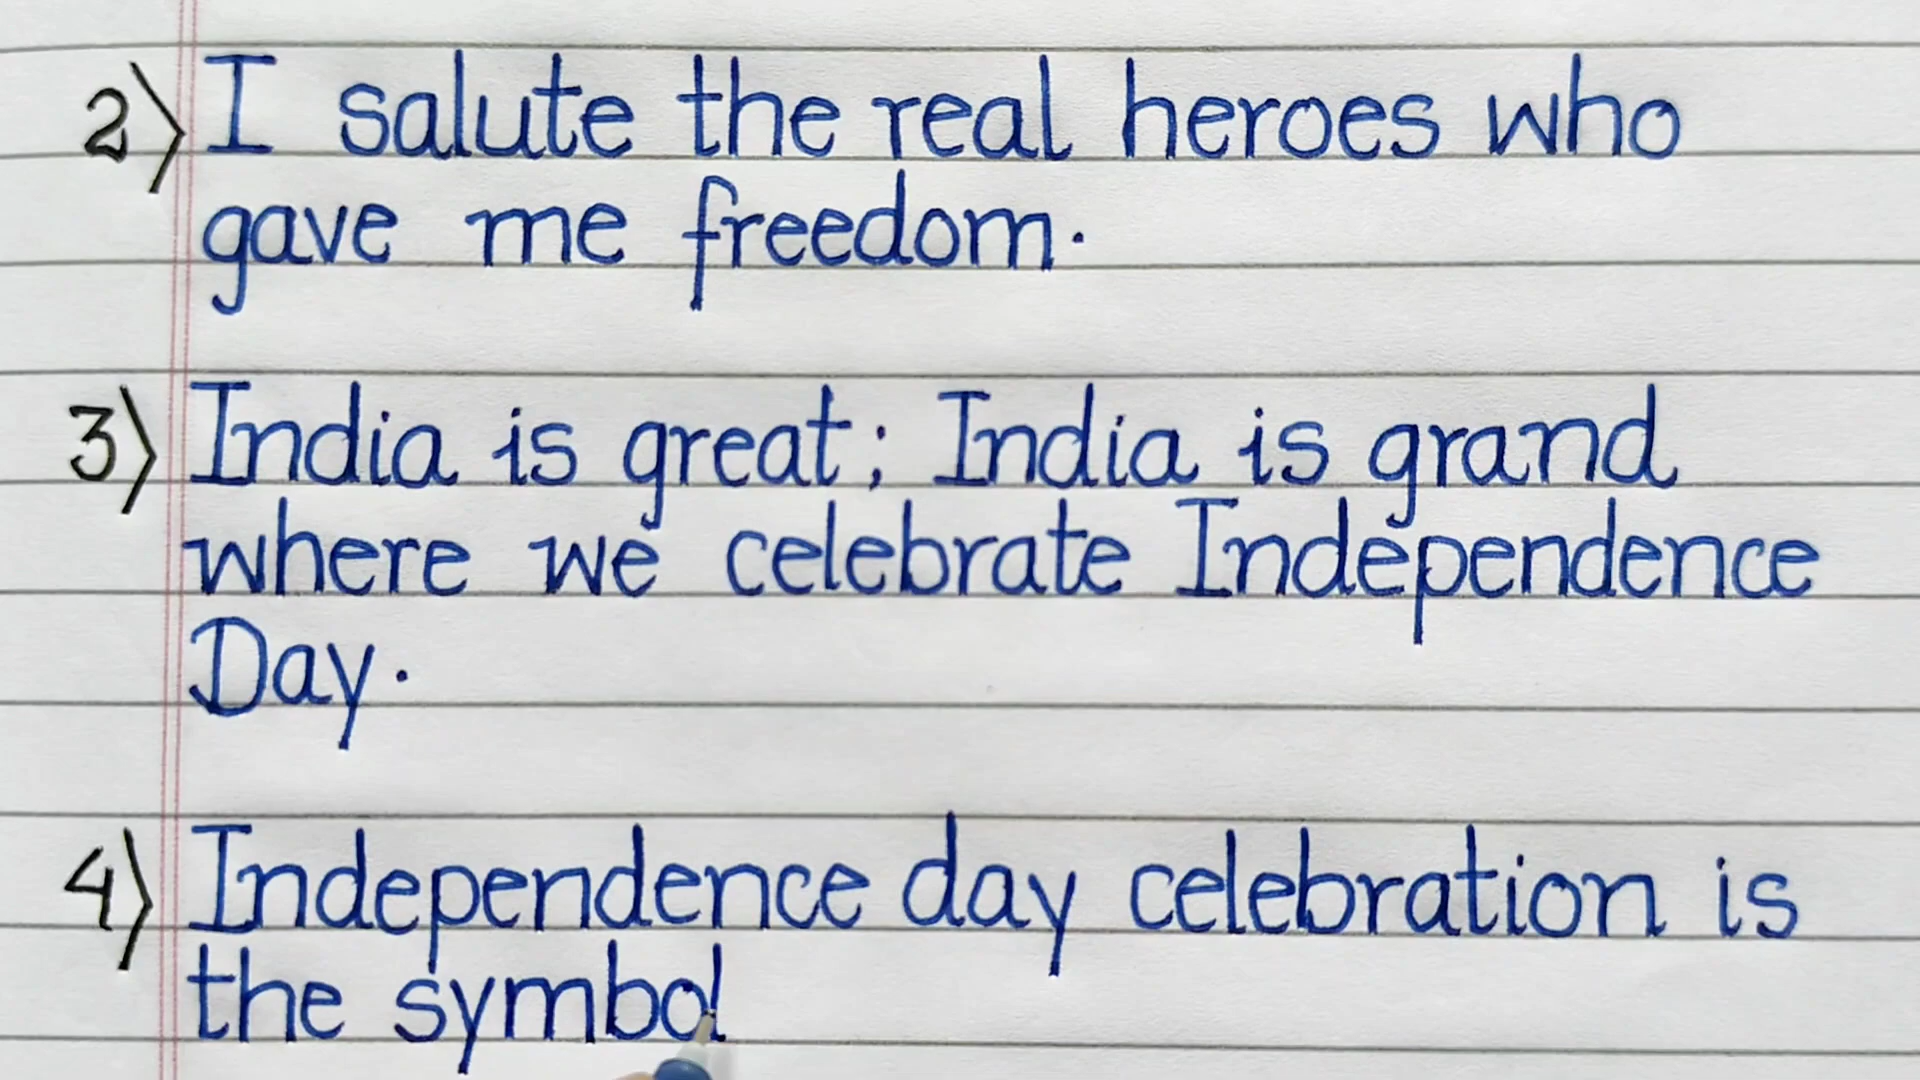 2) I salute the real heroes who
gave me freedom.
3) India is great; India is grand
where we celebrate Independence
Day.
4) Independence day celebration is
the symbol